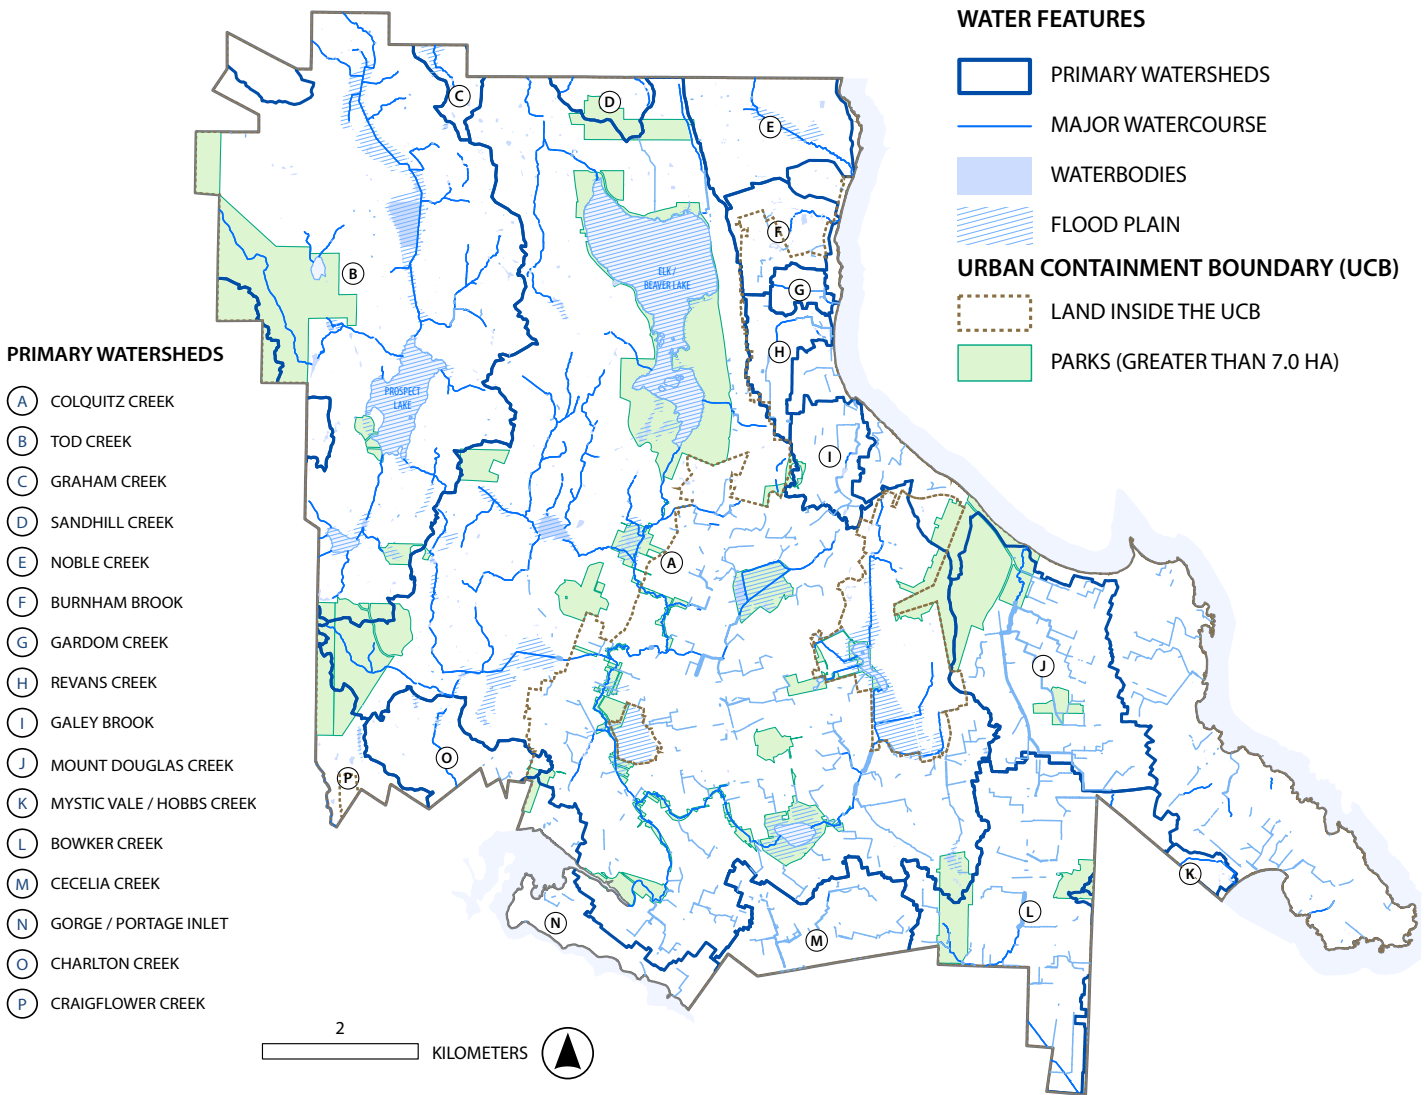 WATER FEATURES
PRIMARY WATERSHEDS
MAJOR WATERCOURSE
WATERBODIES
FLOOD PLAIN
URBAN CONTAINMENT BOUNDARY (UCB)
LAND INSIDE THE UCB
PARKS (GREATER THAN 7.0 HA)
PRIMARY WATERSHEDS
A COLQUITZ CREEK
B TOD CREEK
C GRAHAM CREEK
D SANDHILL CREEK
E NOBLE CREEK
F BURNHAM BROOK
G GARDOM CREEK
H REVANS CREEK
I GALEY BROOK
J MOUNT DOUGLAS CREEK
K MYSTIC VALE / HOBBS CREEK
L BOWKER CREEK
M CECELIA CREEK
N GORGE / PORTAGE INLET
O CHARLTON CREEK
P CRAIGFLOWER CREEK
C
D
E
F
B
ELK /
BEAVER LAKE
G
H
PROSPECT
LAKE
I
A
J
O
P
K
L
N
M
2
KILOMETERS